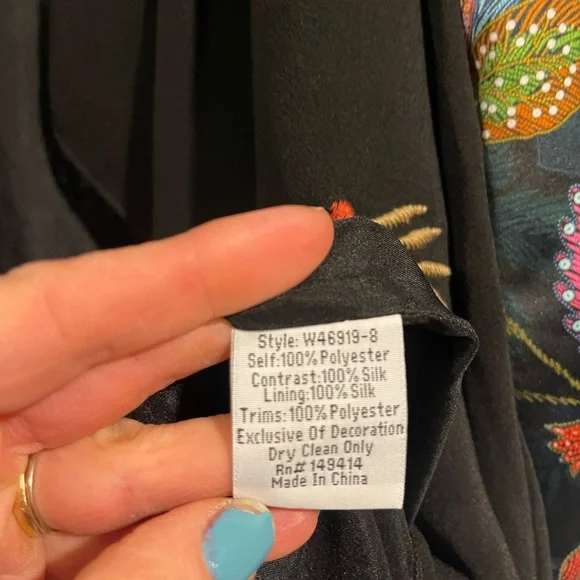 Style: W46919-8
Self:100% Polyester
Contrast:100% Silk
Lining:100% Silk
Trims:100% Polyester
Exclusive Of Decoration
Dry Clean Only
Rn# 149414
Made In China